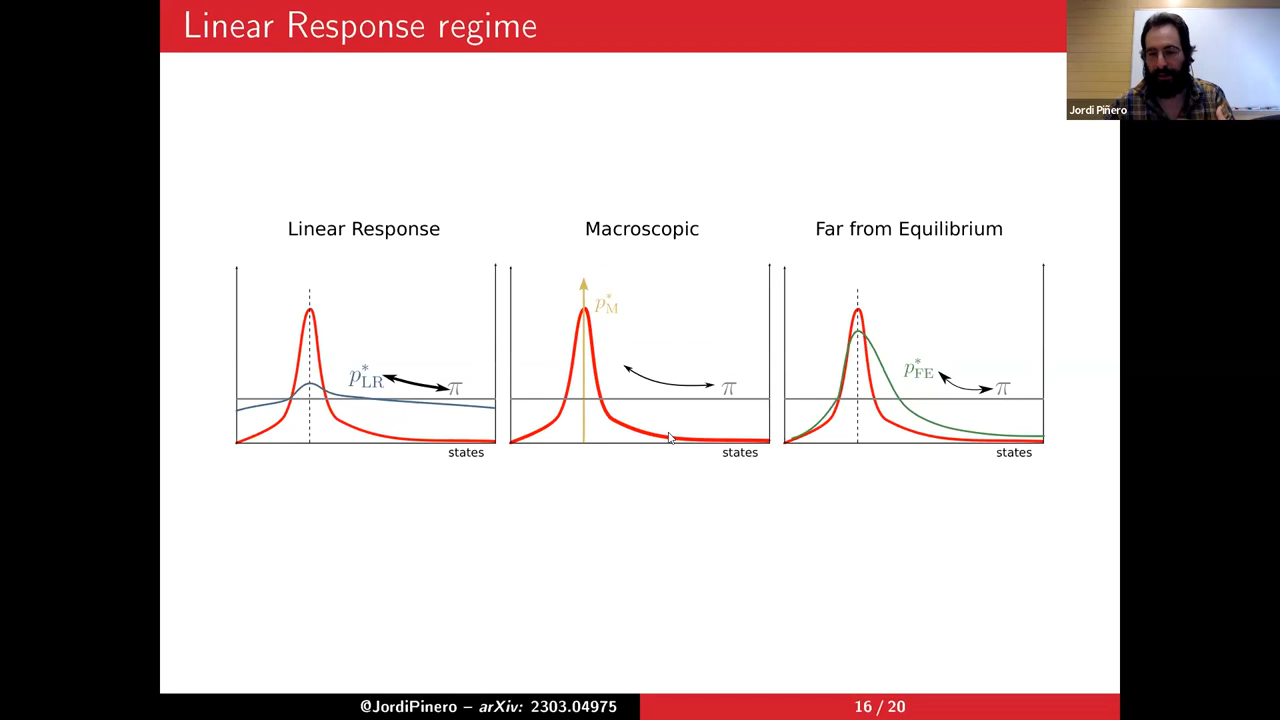 Linear Response regime
Jordi Piñero
Linear Response
Macroscopic
Far from Equilibrium
p*LR
π
states
p*M
π
states
p*FE
π
states
@JordiPinero – arXiv: 2303.04975
16 / 20